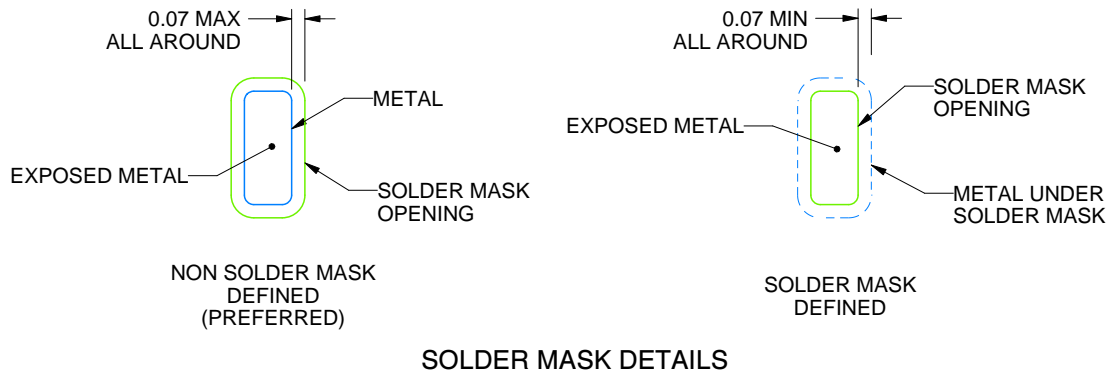 0.07 MAX
ALL AROUND
METAL
EXPOSED METAL
SOLDER MASK
OPENING
NON SOLDER MASK
DEFINED
(PREFERRED)
0.07 MIN
ALL AROUND
SOLDER MASK
OPENING
EXPOSED METAL
METAL UNDER
SOLDER MASK
SOLDER MASK
DEFINED
SOLDER MASK DETAILS